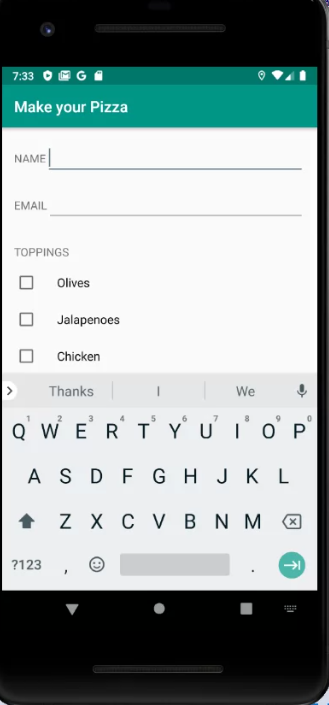 7:33 G
Make your Pizza
NAME
EMAIL
TOPPINGS
Olives
Jalapenoes
Chicken
Thanks I We
1 2 3 4 5 6 7 8 9 0
Q W E R T Y U I O P
A S D F G H J K L
Z X C V B N M
?123 , .